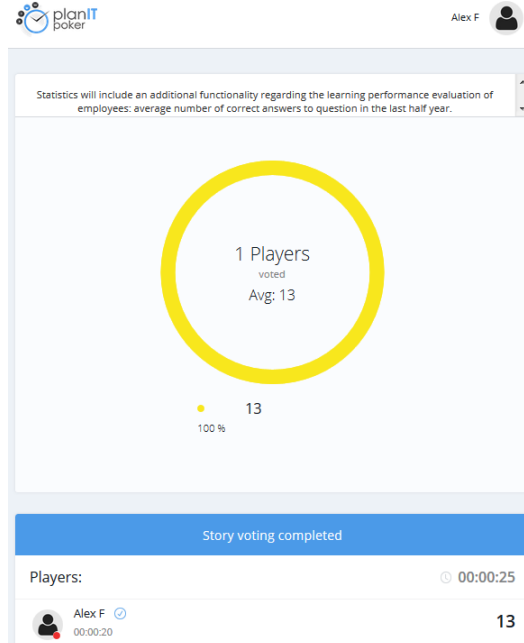 planIT
poker
Alex F
Statistics will include an additional functionality regarding the learning performance evaluation of
employees: average number of correct answers to question in the last half year.
1 Players
voted
Avg: 13
13
100 %
Story voting completed
Players:
00:00:25
Alex F
00:00:20
13